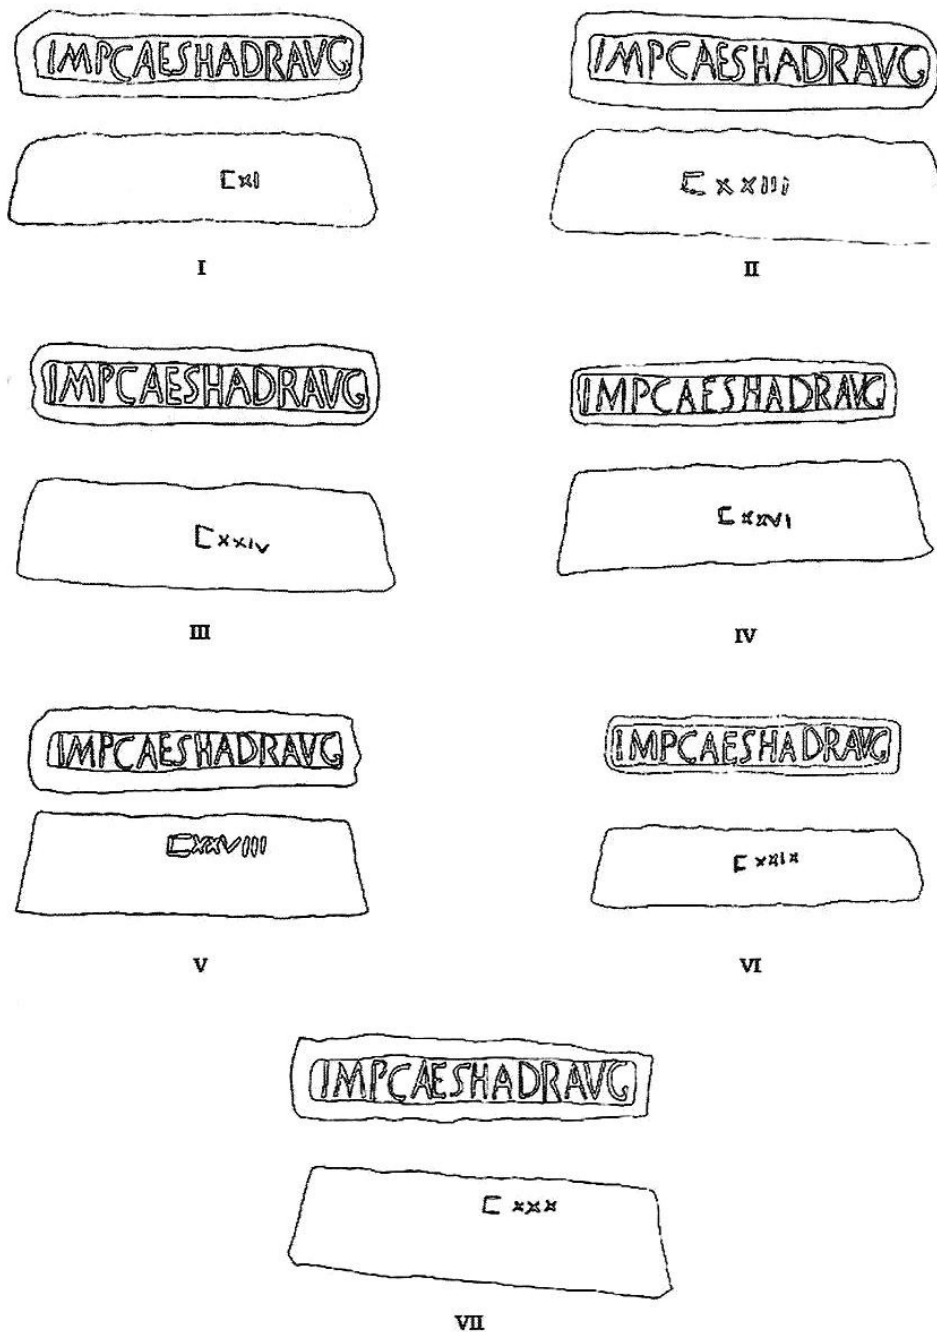 IMPCAESHADRAVG
IMPCAESHADRAVG
CXI
CXXIII
I
II
IMPCAESHADRAVG
IMPCAESHADRAVG
CXXIV
CXXVI
III
IV
IMPCAESHADRAVG
IMPCAESHADRAVG
CXXVIII
CXXIX
V
VI
IMPCAESHADRAVG
CXXX
VII